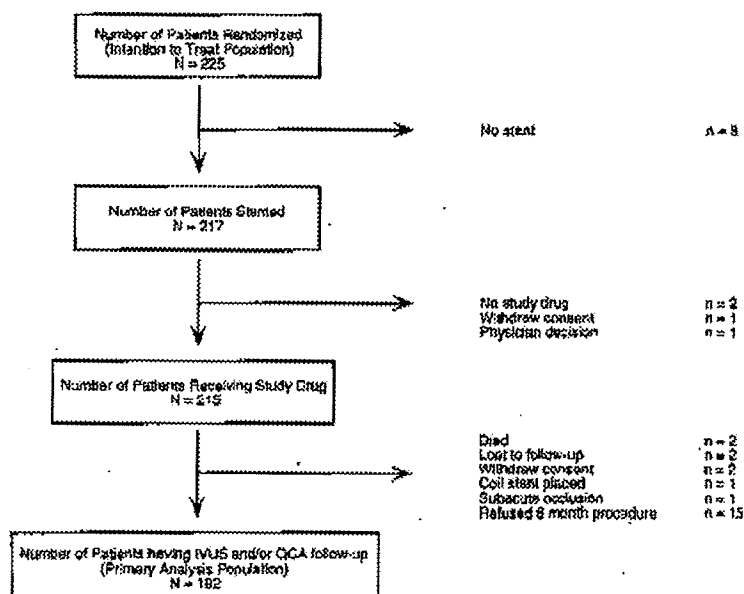 Number of Patients Randomized
(Intention to Treat Population)
N = 225
No stent n = 8
Number of Patients Stented
N = 217
No study drug n = 2
Withdrew consent n = 1
Physician decision n = 1
Number of Patients Receiving Study Drug
N = 215
Died n = 2
Lost to follow-up n = 2
Withdrew consent n = 2
Coil stent placed n = 1
Subacute occlusion n = 1
Refused 6 month procedure n = 15
Number of Patients having IVUS and/or QCA follow-up
(Primary Analysis Population)
N = 192